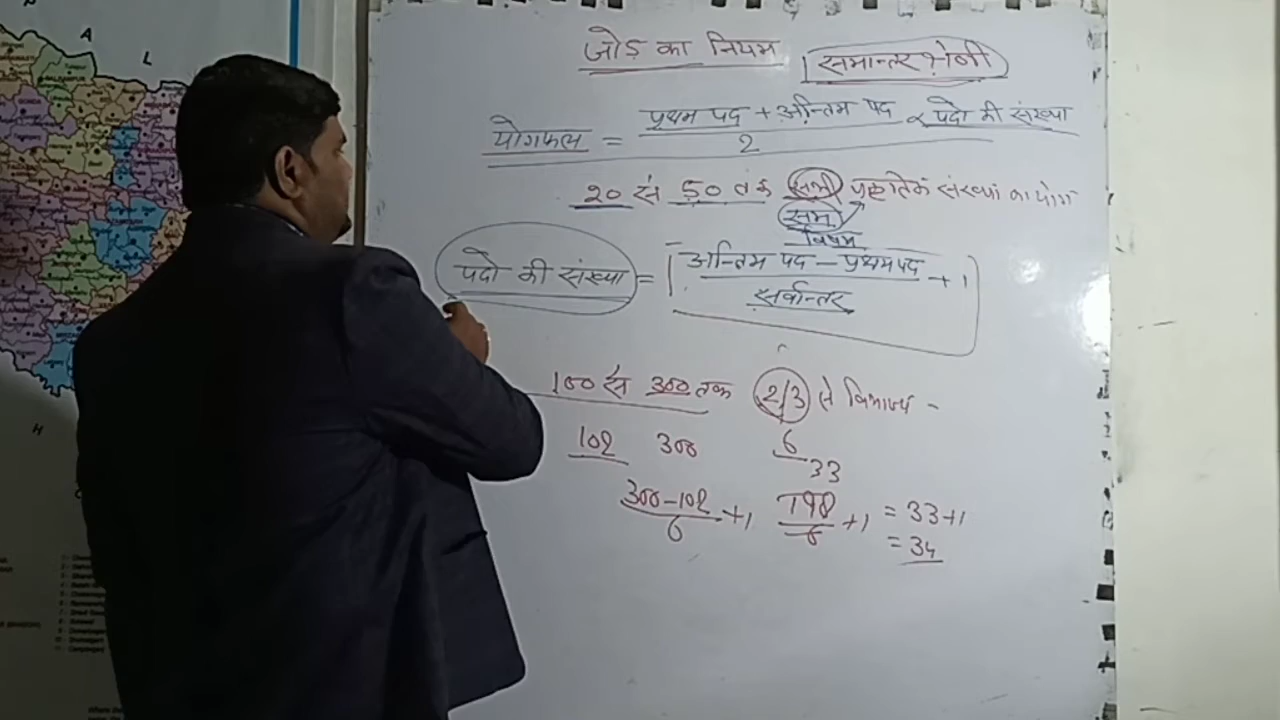 जोड़ का नियम
समान्तर श्रेणी
योगफल = प्रथम पद + अन्तिम पद / 2 × पदो की संख्या
20 से 50 तक सभी प्राकृतिक संख्याओं का योग
सम
विषम
पदो की संख्या = [अन्तिम पद – प्रथम पद / सर्वान्तर + 1]
100 से 300 तक 2/3 से विभाज्य -
102 300 6
33
300-102 / 6 +1 198 / 6 +1 = 33+1
= 34
N
A
L
H